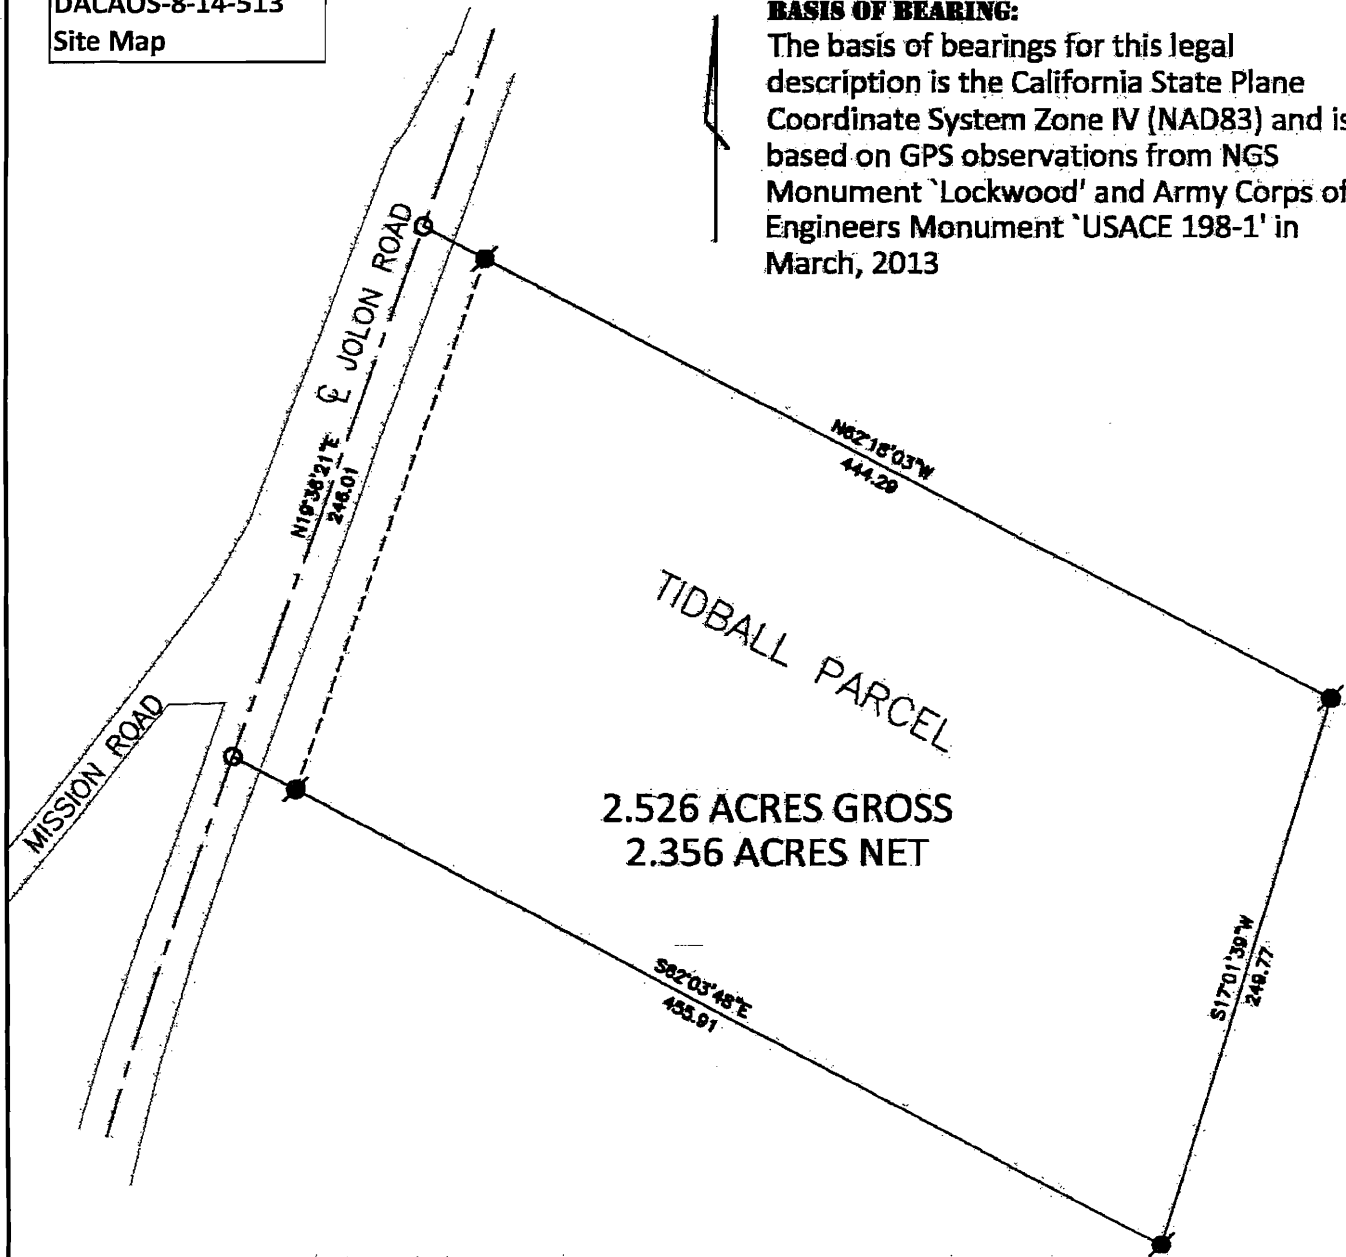 DACAOS-8-14-513
Site Map
BASIS OF BEARING:
The basis of bearings for this legal
description is the California State Plane
Coordinate System Zone IV (NAD83) and is
based on GPS observations from NGS
Monument `Lockwood' and Army Corps of
Engineers Monument `USACE 198-1' in
March, 2013
℄ JOLON ROAD
N19°38'21"E
246.01
N62°18'03"W
444.29
TIDBALL PARCEL
MISSION ROAD
2.526 ACRES GROSS
2.356 ACRES NET
S62°03'48"E
455.91
S17°01'39"W
249.77